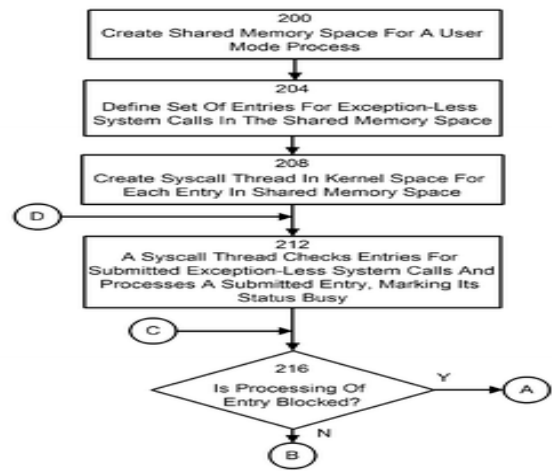 200
Create Shared Memory Space For A User
Mode Process
204
Define Set Of Entries For Exception-Less
System Calls In The Shared Memory Space
208
Create Syscall Thread In Kernel Space For
Each Entry In Shared Memory Space
D
212
A Syscall Thread Checks Entries For
Submitted Exception-Less System Calls And
Processes A Submitted Entry, Marking Its
Status Busy
C
216
Is Processing Of
Entry Blocked?
Y
A
N
B